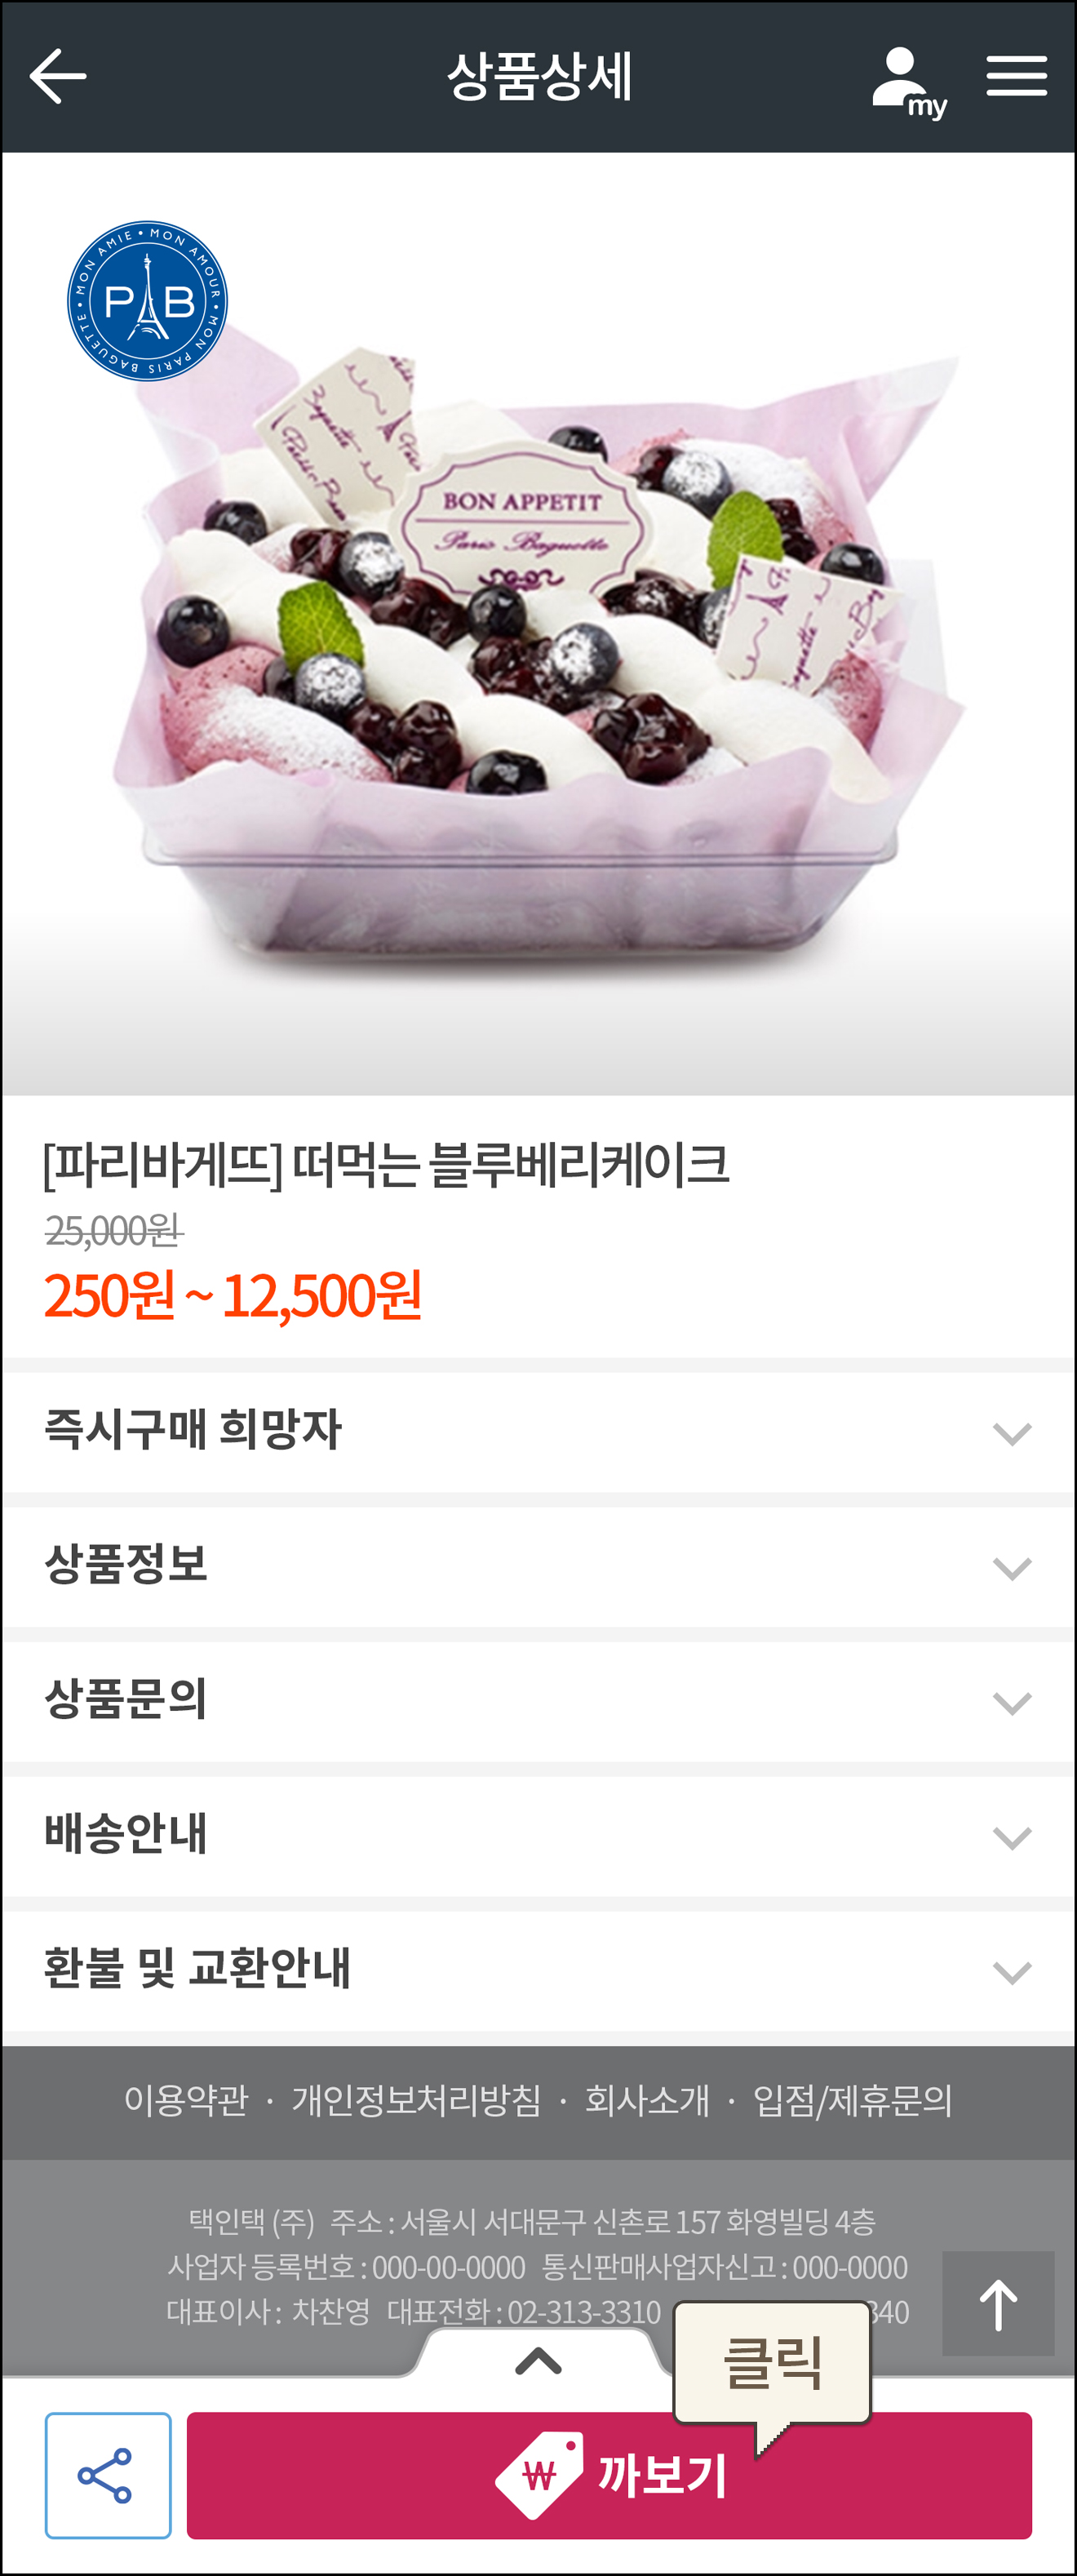 상품상세
my
MON AMIE • MON AMOUR • MON PARIS BAGUETTE •
P B
BON APPETIT
Paris Baguette
[파리바게뜨] 떠먹는 블루베리케이크
25,000원
250원 ~ 12,500원
즉시구매 희망자
상품정보
상품문의
배송안내
환불 및 교환안내
이용약관 · 개인정보처리방침 · 회사소개 · 입점/제휴문의
택인택 (주) 주소 : 서울시 서대문구 신촌로 157 화영빌딩 4층
사업자 등록번호 : 000-00-0000 통신판매사업자신고 : 000-0000
대표이사 : 차찬영 대표전화 : 02-313-3310
클릭
₩ 까보기